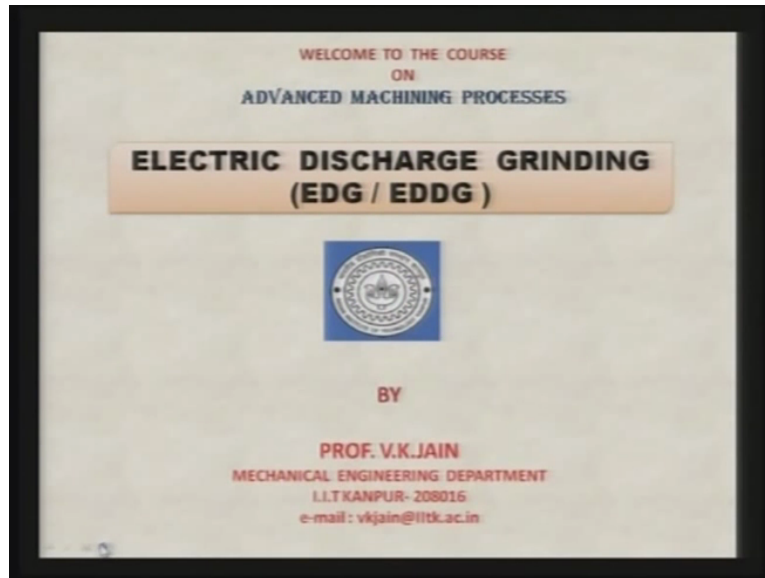 WELCOME TO THE COURSE
ON
ADVANCED MACHINING PROCESSES
ELECTRIC DISCHARGE GRINDING
(EDG / EDDG )
BY
PROF. V.K.JAIN
MECHANICAL ENGINEERING DEPARTMENT
I.I.T KANPUR- 208016
e-mail : vkjain@iitk.ac.in